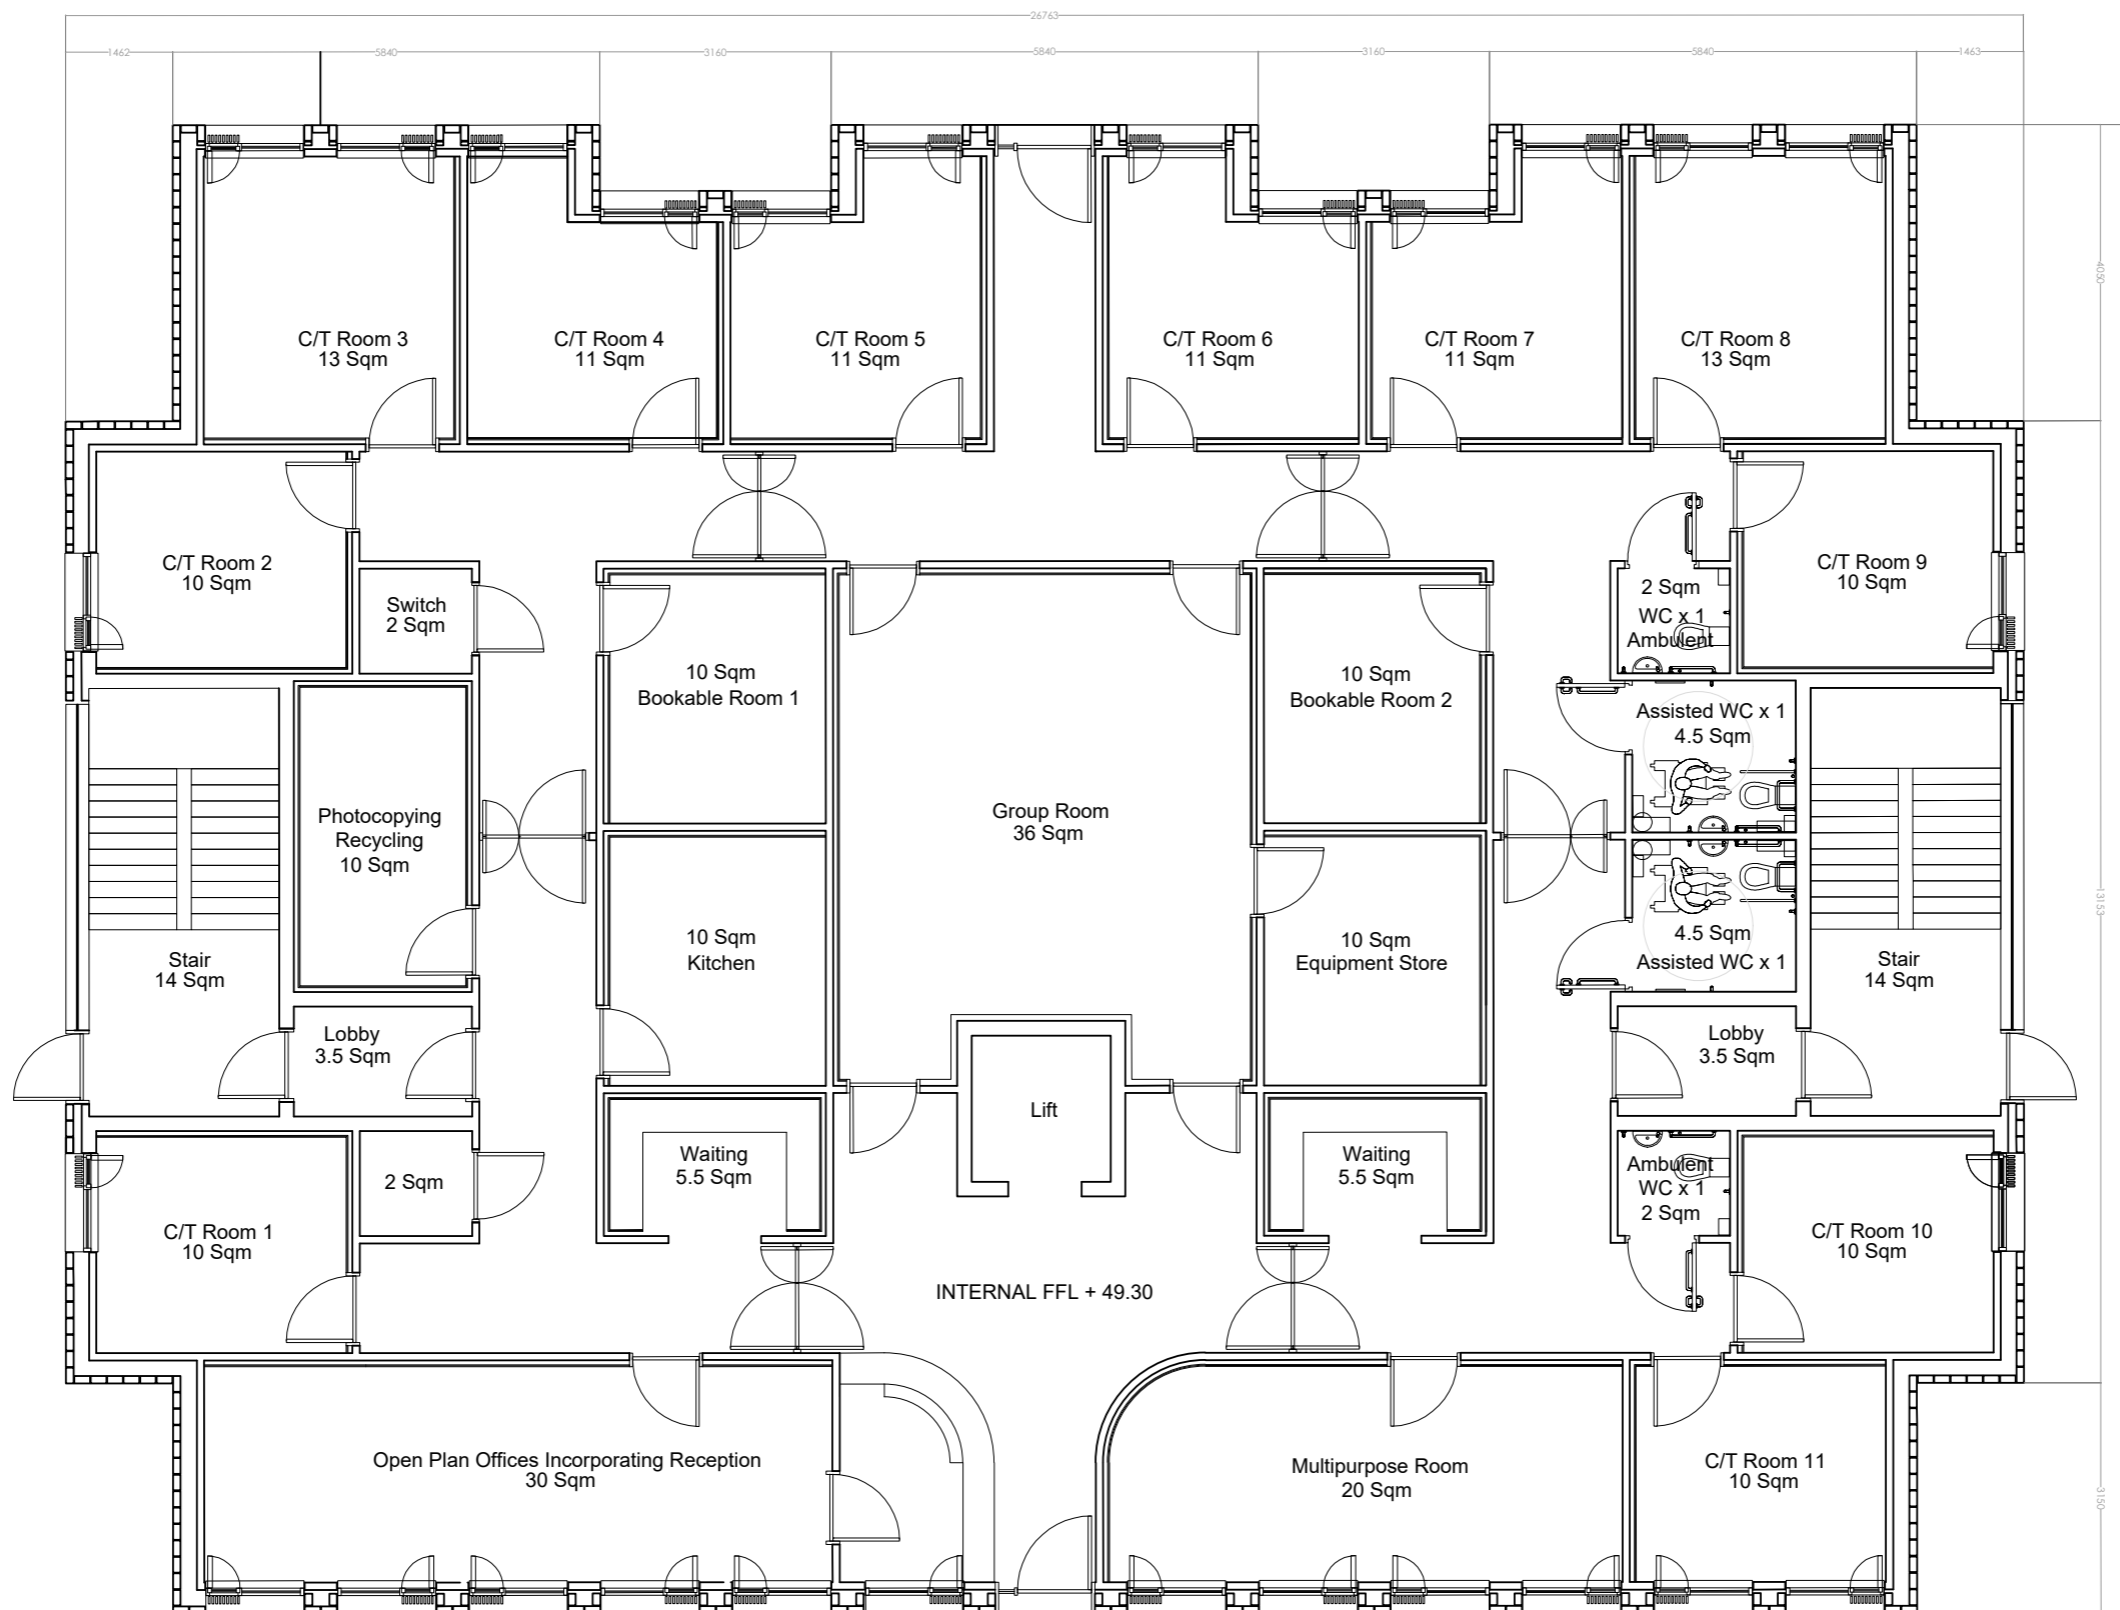 26763
1462
5840
3160
5840
3160
5840
1463
4050
C/T Room 3
13 Sqm
C/T Room 4
11 Sqm
C/T Room 5
11 Sqm
C/T Room 6
11 Sqm
C/T Room 7
11 Sqm
C/T Room 8
13 Sqm
C/T Room 2
10 Sqm
Switch
2 Sqm
10 Sqm
Bookable Room 1
10 Sqm
Bookable Room 2
2 Sqm
WC x 1
Ambulent
C/T Room 9
10 Sqm
Assisted WC x 1
4.5 Sqm
Photocopying
Recycling
10 Sqm
Group Room
36 Sqm
13153
10 Sqm
Kitchen
10 Sqm
Equipment Store
4.5 Sqm
Assisted WC x 1
Stair
14 Sqm
Stair
14 Sqm
Lobby
3.5 Sqm
Lobby
3.5 Sqm
Lift
Waiting
5.5 Sqm
Waiting
5.5 Sqm
2 Sqm
Ambulent
WC x 1
2 Sqm
C/T Room 1
10 Sqm
C/T Room 10
10 Sqm
INTERNAL FFL + 49.30
Open Plan Offices Incorporating Reception
30 Sqm
Multipurpose Room
20 Sqm
C/T Room 11
10 Sqm
3150